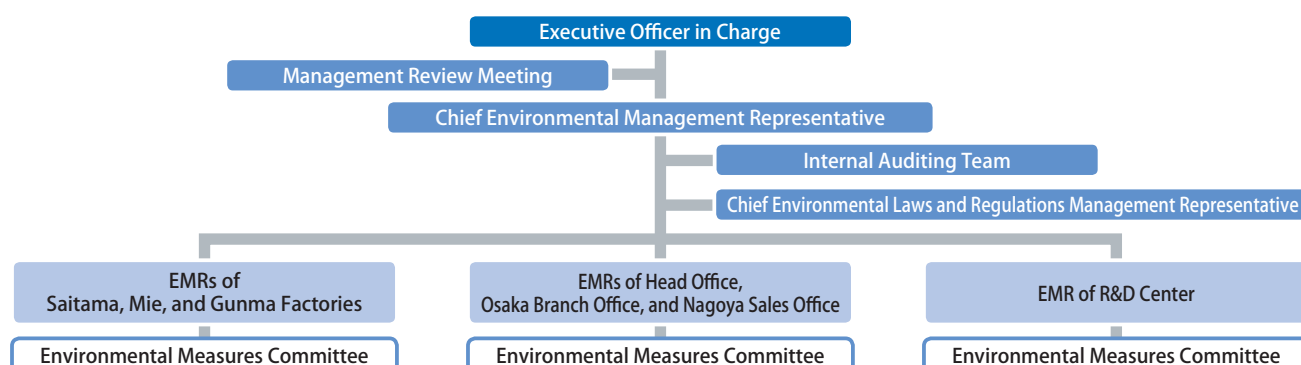 Executive Officer in Charge
Management Review Meeting
Chief Environmental Management Representative
Internal Auditing Team
Chief Environmental Laws and Regulations Management Representative
EMRs of
Saitama, Mie, and Gunma Factories
EMRs of Head Office,
Osaka Branch Office, and Nagoya Sales Office
EMR of R&D Center
Environmental Measures Committee
Environmental Measures Committee
Environmental Measures Committee